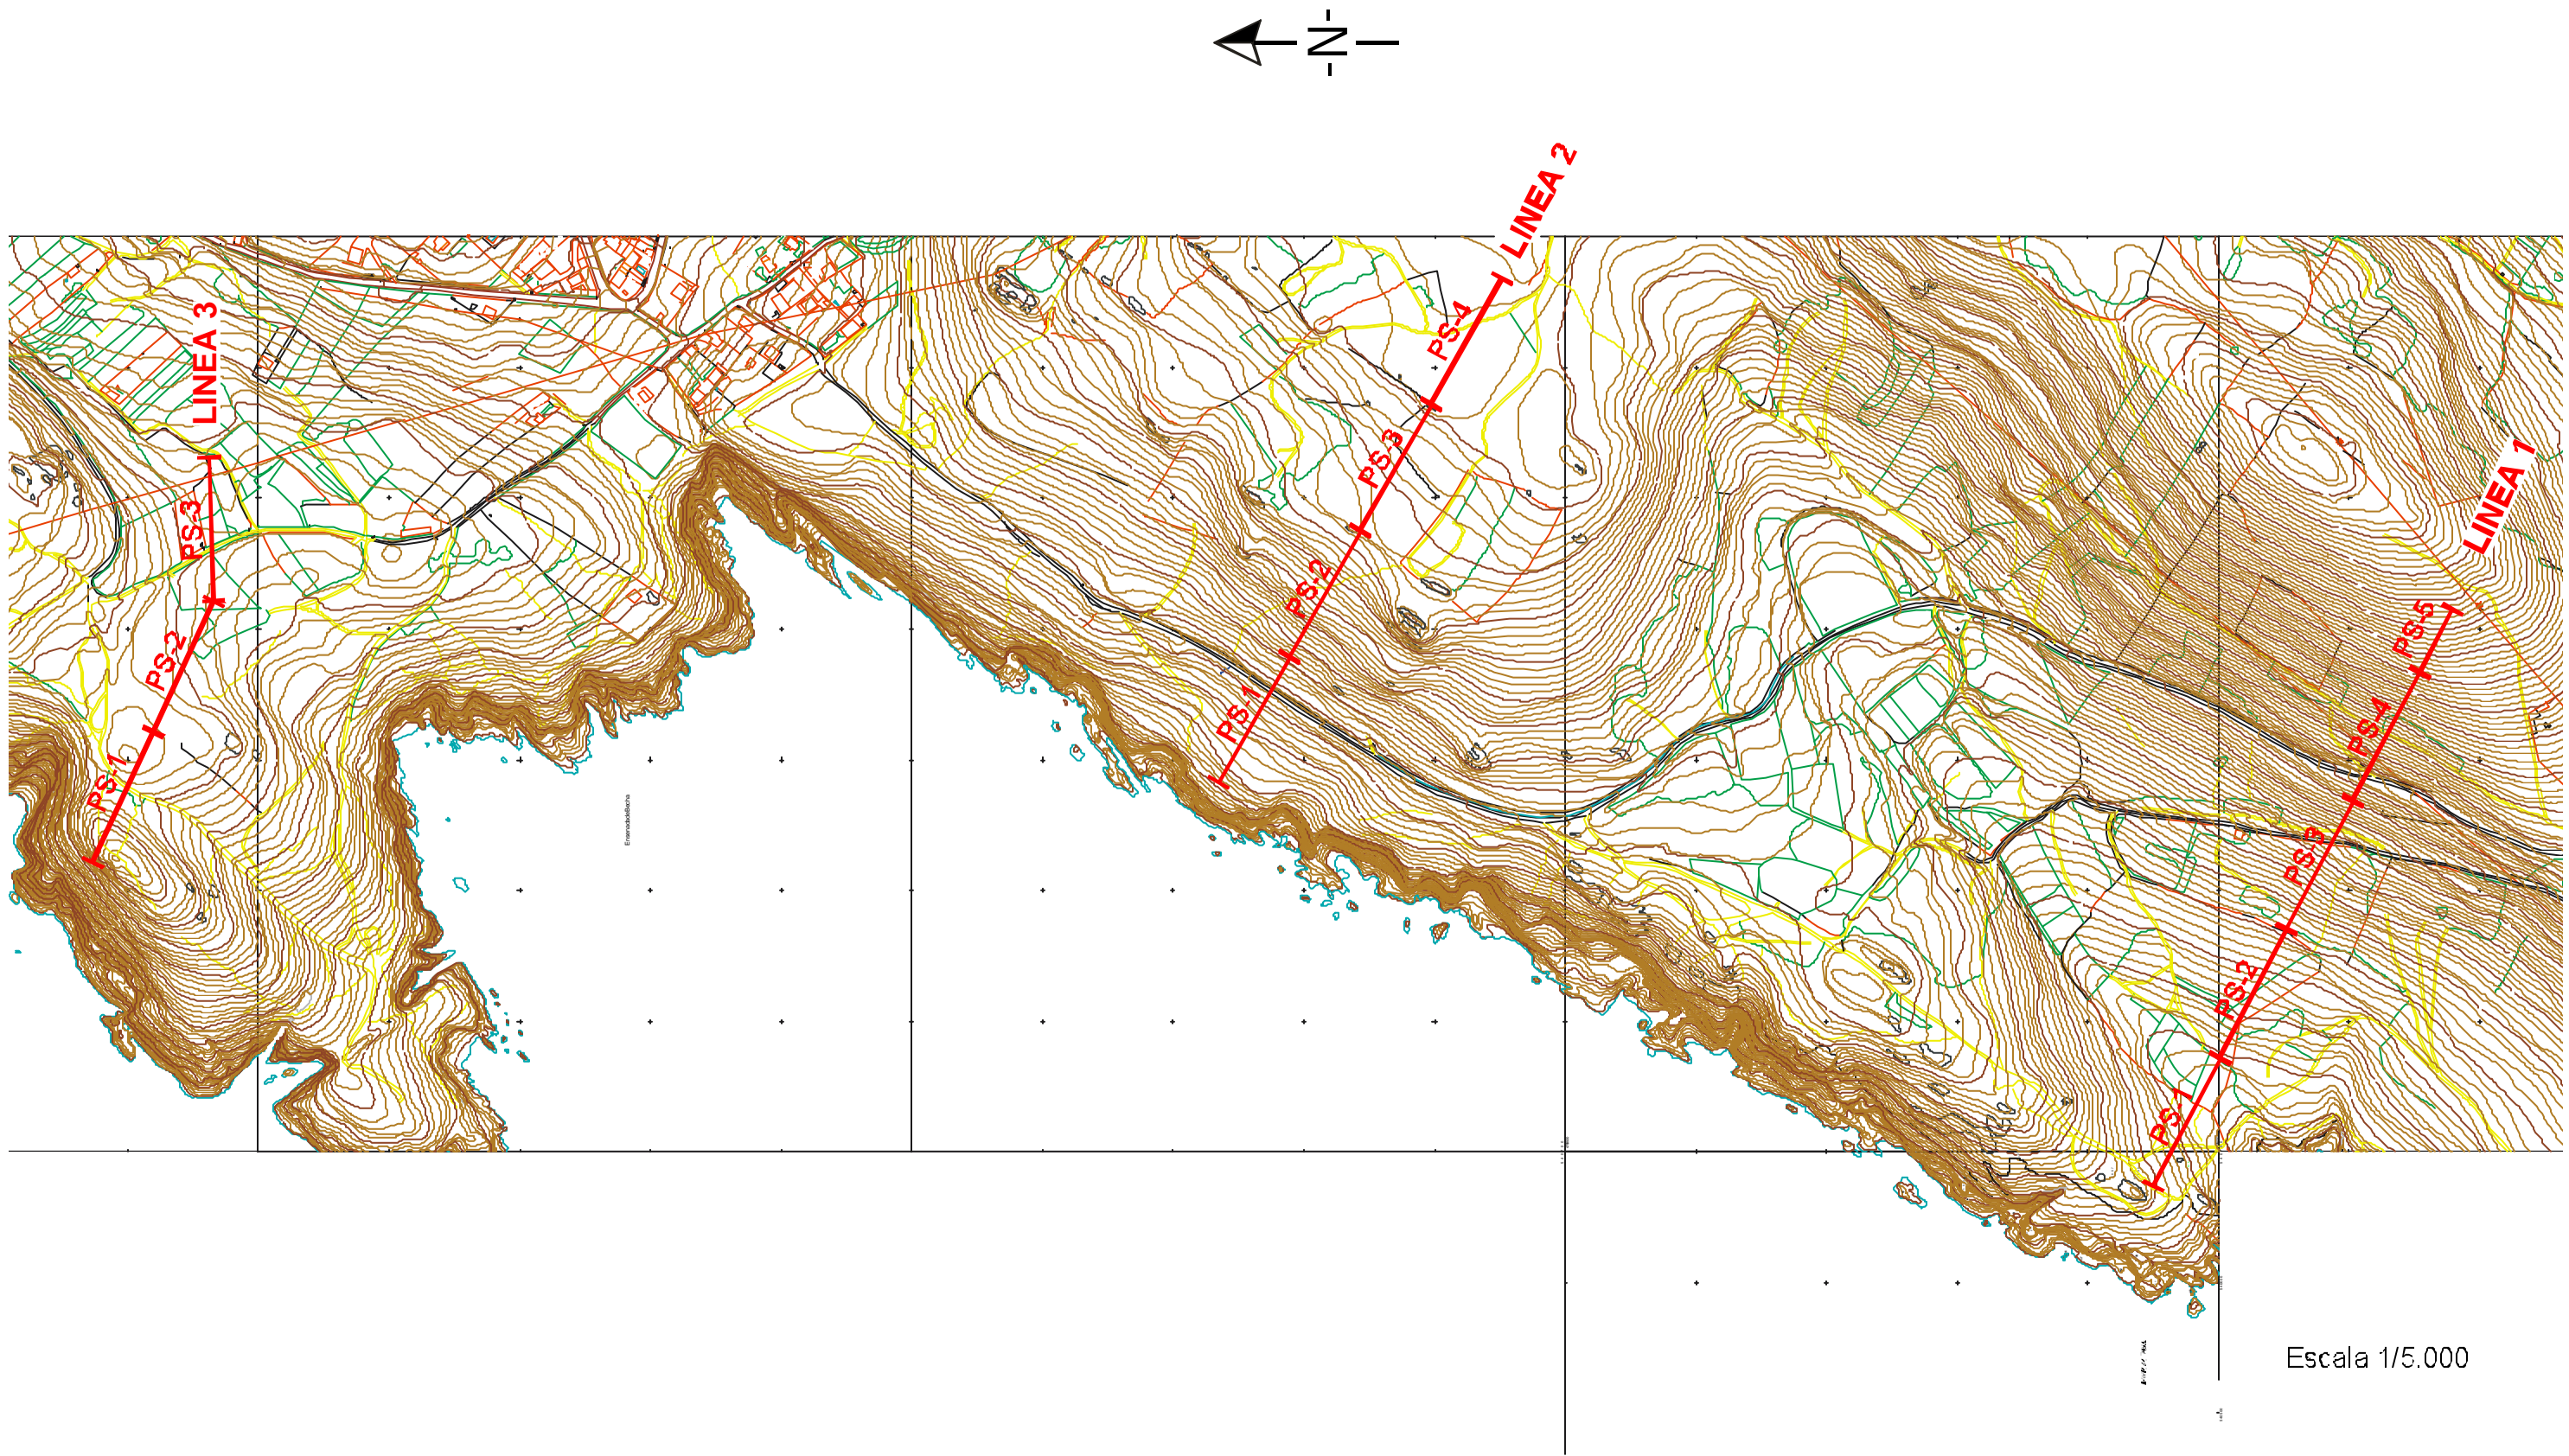 -N-
LINEA 2
LINEA 3
PS-4
PS-3
PS-3
LINEA 1
PS-2
PS-2
PS-5
PS-1
PS-1
PS-4
EnsenadadeBecha
PS-3
PS-2
PS-1
Escala 1/5.000